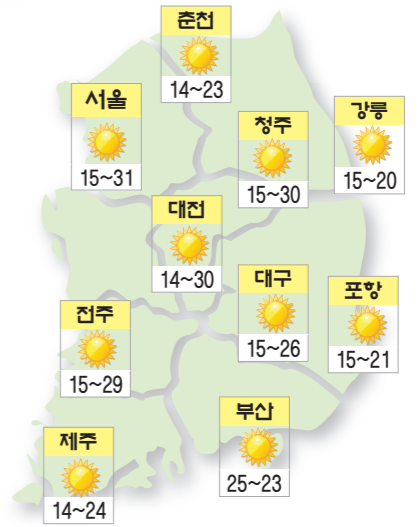 춘천
14~23
서울
15~31
청주
15~30
강릉
15~20
대전
14~30
대구
15~26
포항
15~21
전주
15~29
부산
25~23
제주
14~24